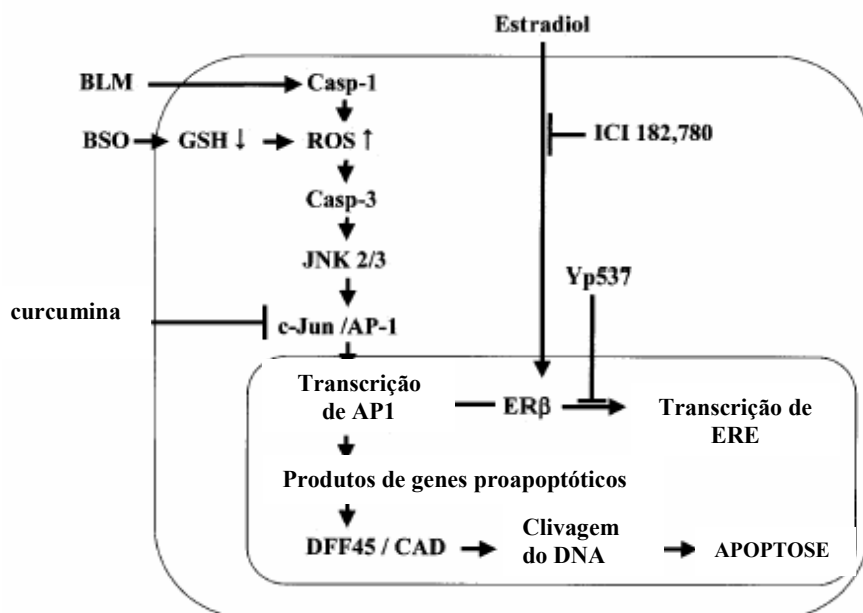 Estradiol
BLM Casp-1
BSO GSH ↓ ROS ↑ ICI 182,780
Casp-3
JNK 2/3
Yp537
curcumina
c-Jun /AP-1
Transcrição
de AP1
ERβ
Transcrição de
ERE
Produtos de genes proapoptóticos
DFF45 / CAD
Clivagem
do DNA
APOPTOSE